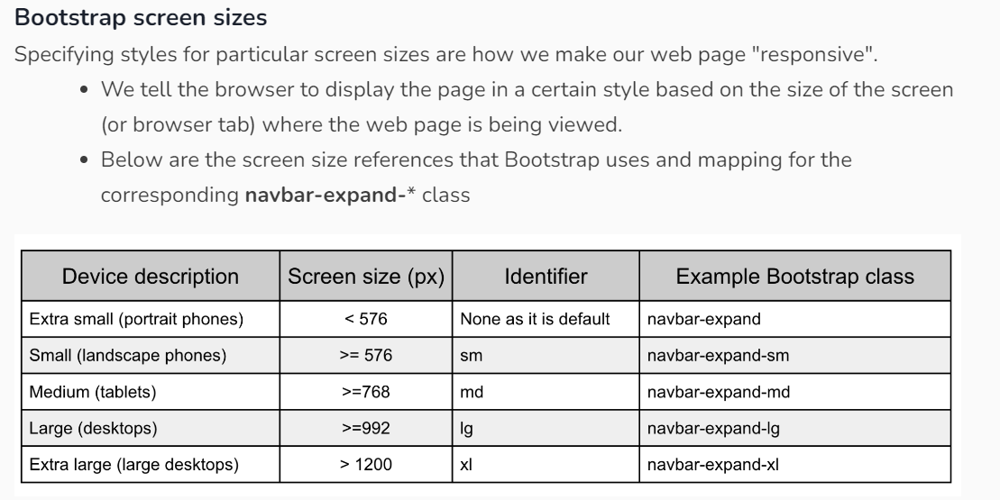 Bootstrap screen sizes
Specifying styles for particular screen sizes are how we make our web page "responsive".
• We tell the browser to display the page in a certain style based on the size of the screen
(or browser tab) where the web page is being viewed.
• Below are the screen size references that Bootstrap uses and mapping for the
corresponding navbar-expand-* class
Device description Screen size (px) Identifier Example Bootstrap class
Extra small (portrait phones) < 576 None as it is default navbar-expand
Small (landscape phones) >= 576 sm navbar-expand-sm
Medium (tablets) >=768 md navbar-expand-md
Large (desktops) >=992 lg navbar-expand-lg
Extra large (large desktops) > 1200 xl navbar-expand-xl